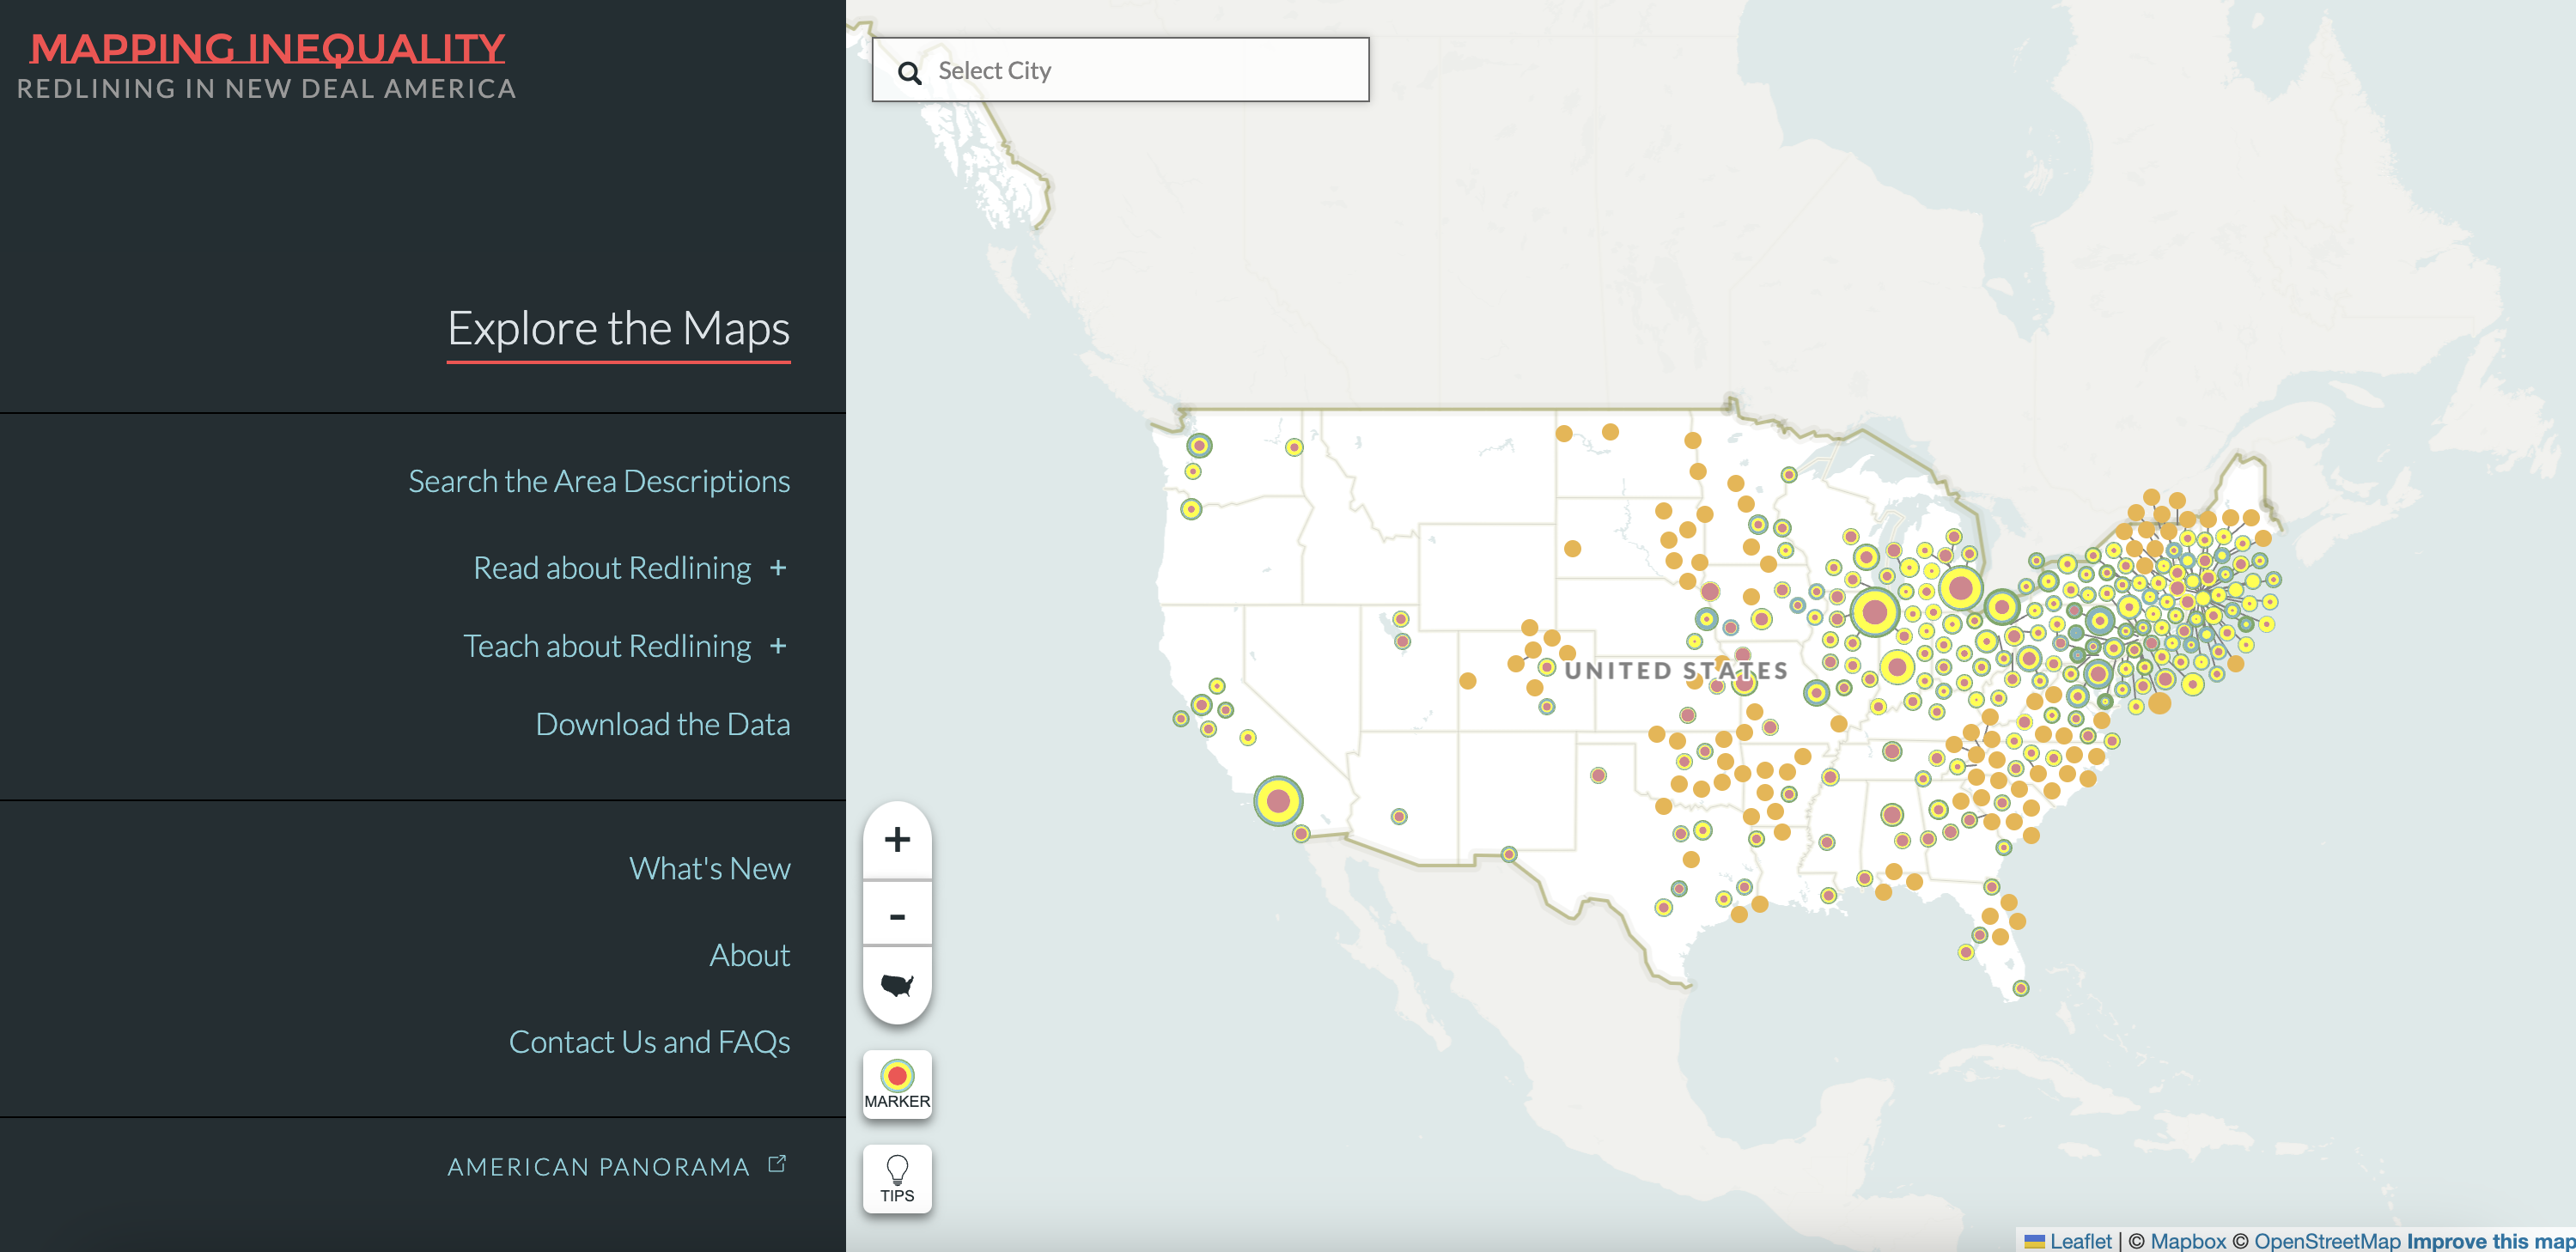 MAPPING INEQUALITY
REDLINING IN NEW DEAL AMERICA
Explore the Maps
Search the Area Descriptions
Read about Redlining +
Teach about Redlining +
Download the Data
What's New
About
Contact Us and FAQs
AMERICAN PANORAMA
Select City
UNITED STATES
+
-
MARKER
TIPS
Leaflet | © Mapbox © OpenStreetMap Improve this map